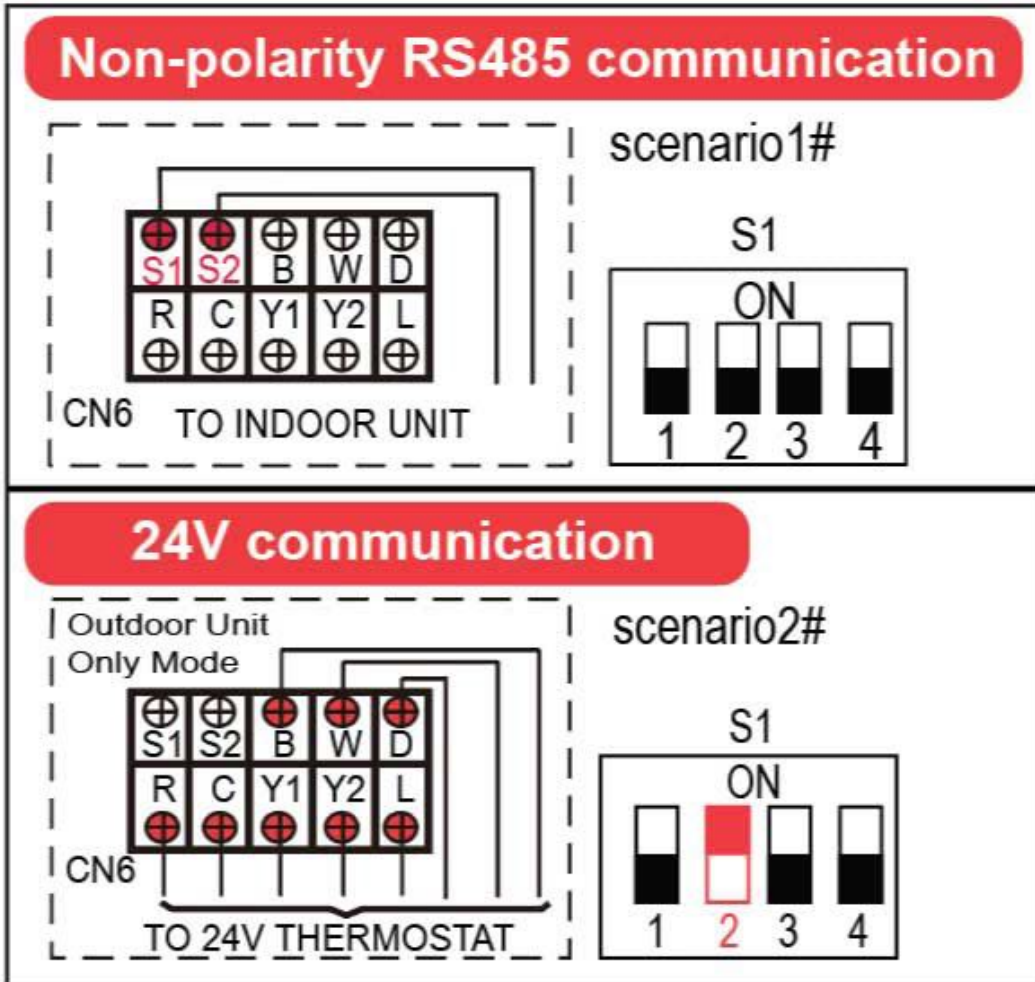 Non-polarity RS485 communication
scenario1#
S1 S2 B W D
R C Y1 Y2 L
CN6
TO INDOOR UNIT
S1
ON
1 2 3 4
24V communication
Outdoor Unit
Only Mode
scenario2#
S1 S2 B W D
R C Y1 Y2 L
CN6
TO 24V THERMOSTAT
S1
ON
1 2 3 4